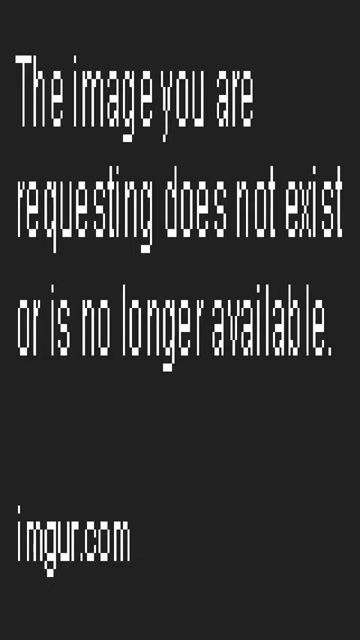 The image you are
requesting does not exist
or is no longer available.
imgur.com